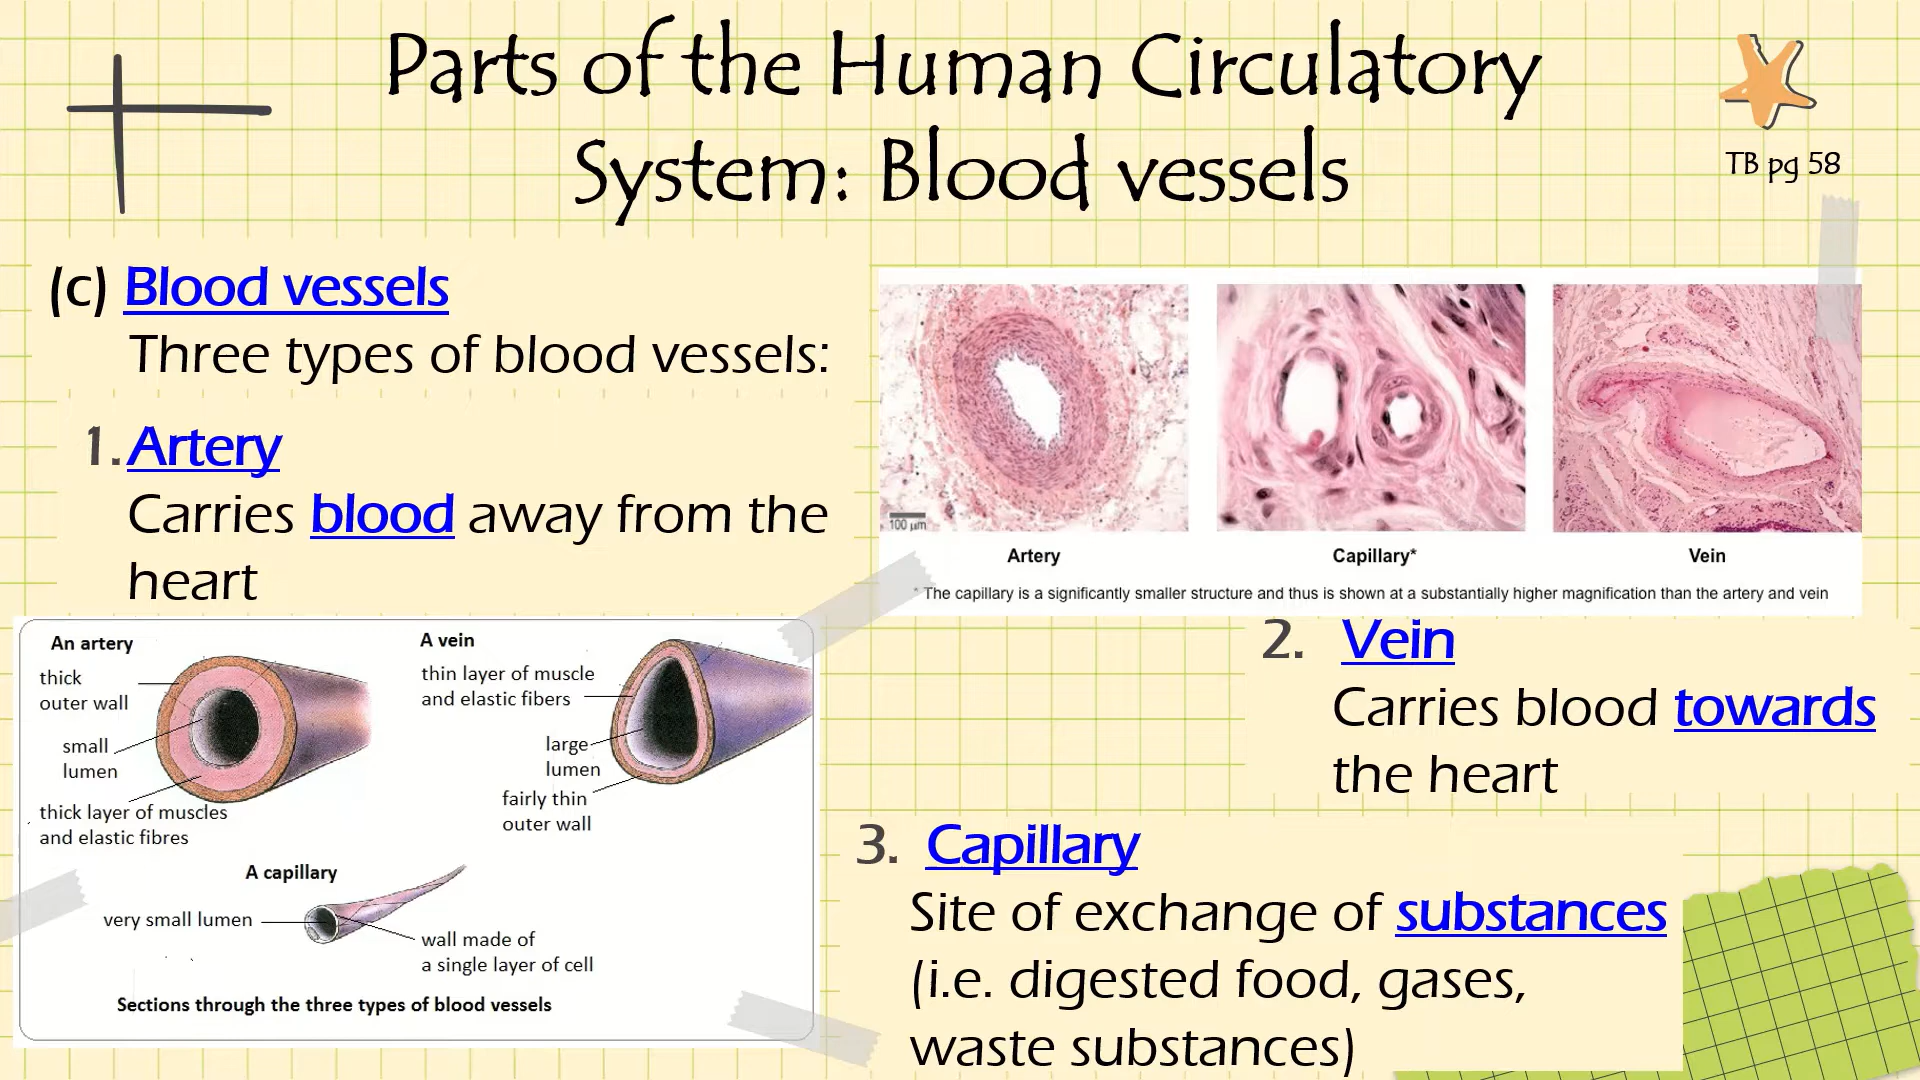 Parts of the Human Circulatory
System: Blood vessels
TB pg 58
(c) Blood vessels
Three types of blood vessels:
1. Artery
Carries blood away from the
heart
100 µm
Artery
Capillary*
Vein
* The capillary is a significantly smaller structure and thus is shown at a substantially higher magnification than the artery and vein
An artery
thick
outer wall
small
lumen
thick layer of muscles
and elastic fibres
A vein
thin layer of muscle
and elastic fibers
large
lumen
fairly thin
outer wall
A capillary
very small lumen
wall made of
a single layer of cell
Sections through the three types of blood vessels
2. Vein
Carries blood towards
the heart
3. Capillary
Site of exchange of substances
(i.e. digested food, gases,
waste substances)